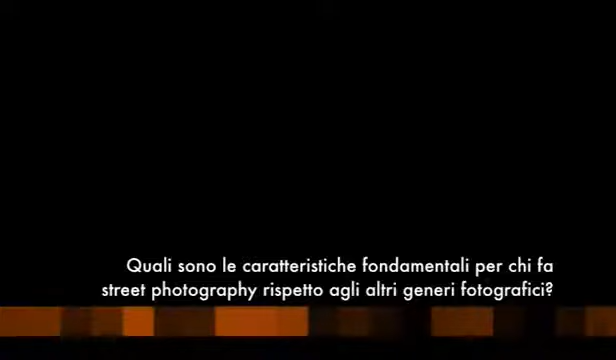 Quali sono le caratteristiche fondamentali per chi fa
street photography rispetto agli altri generi fotografici?